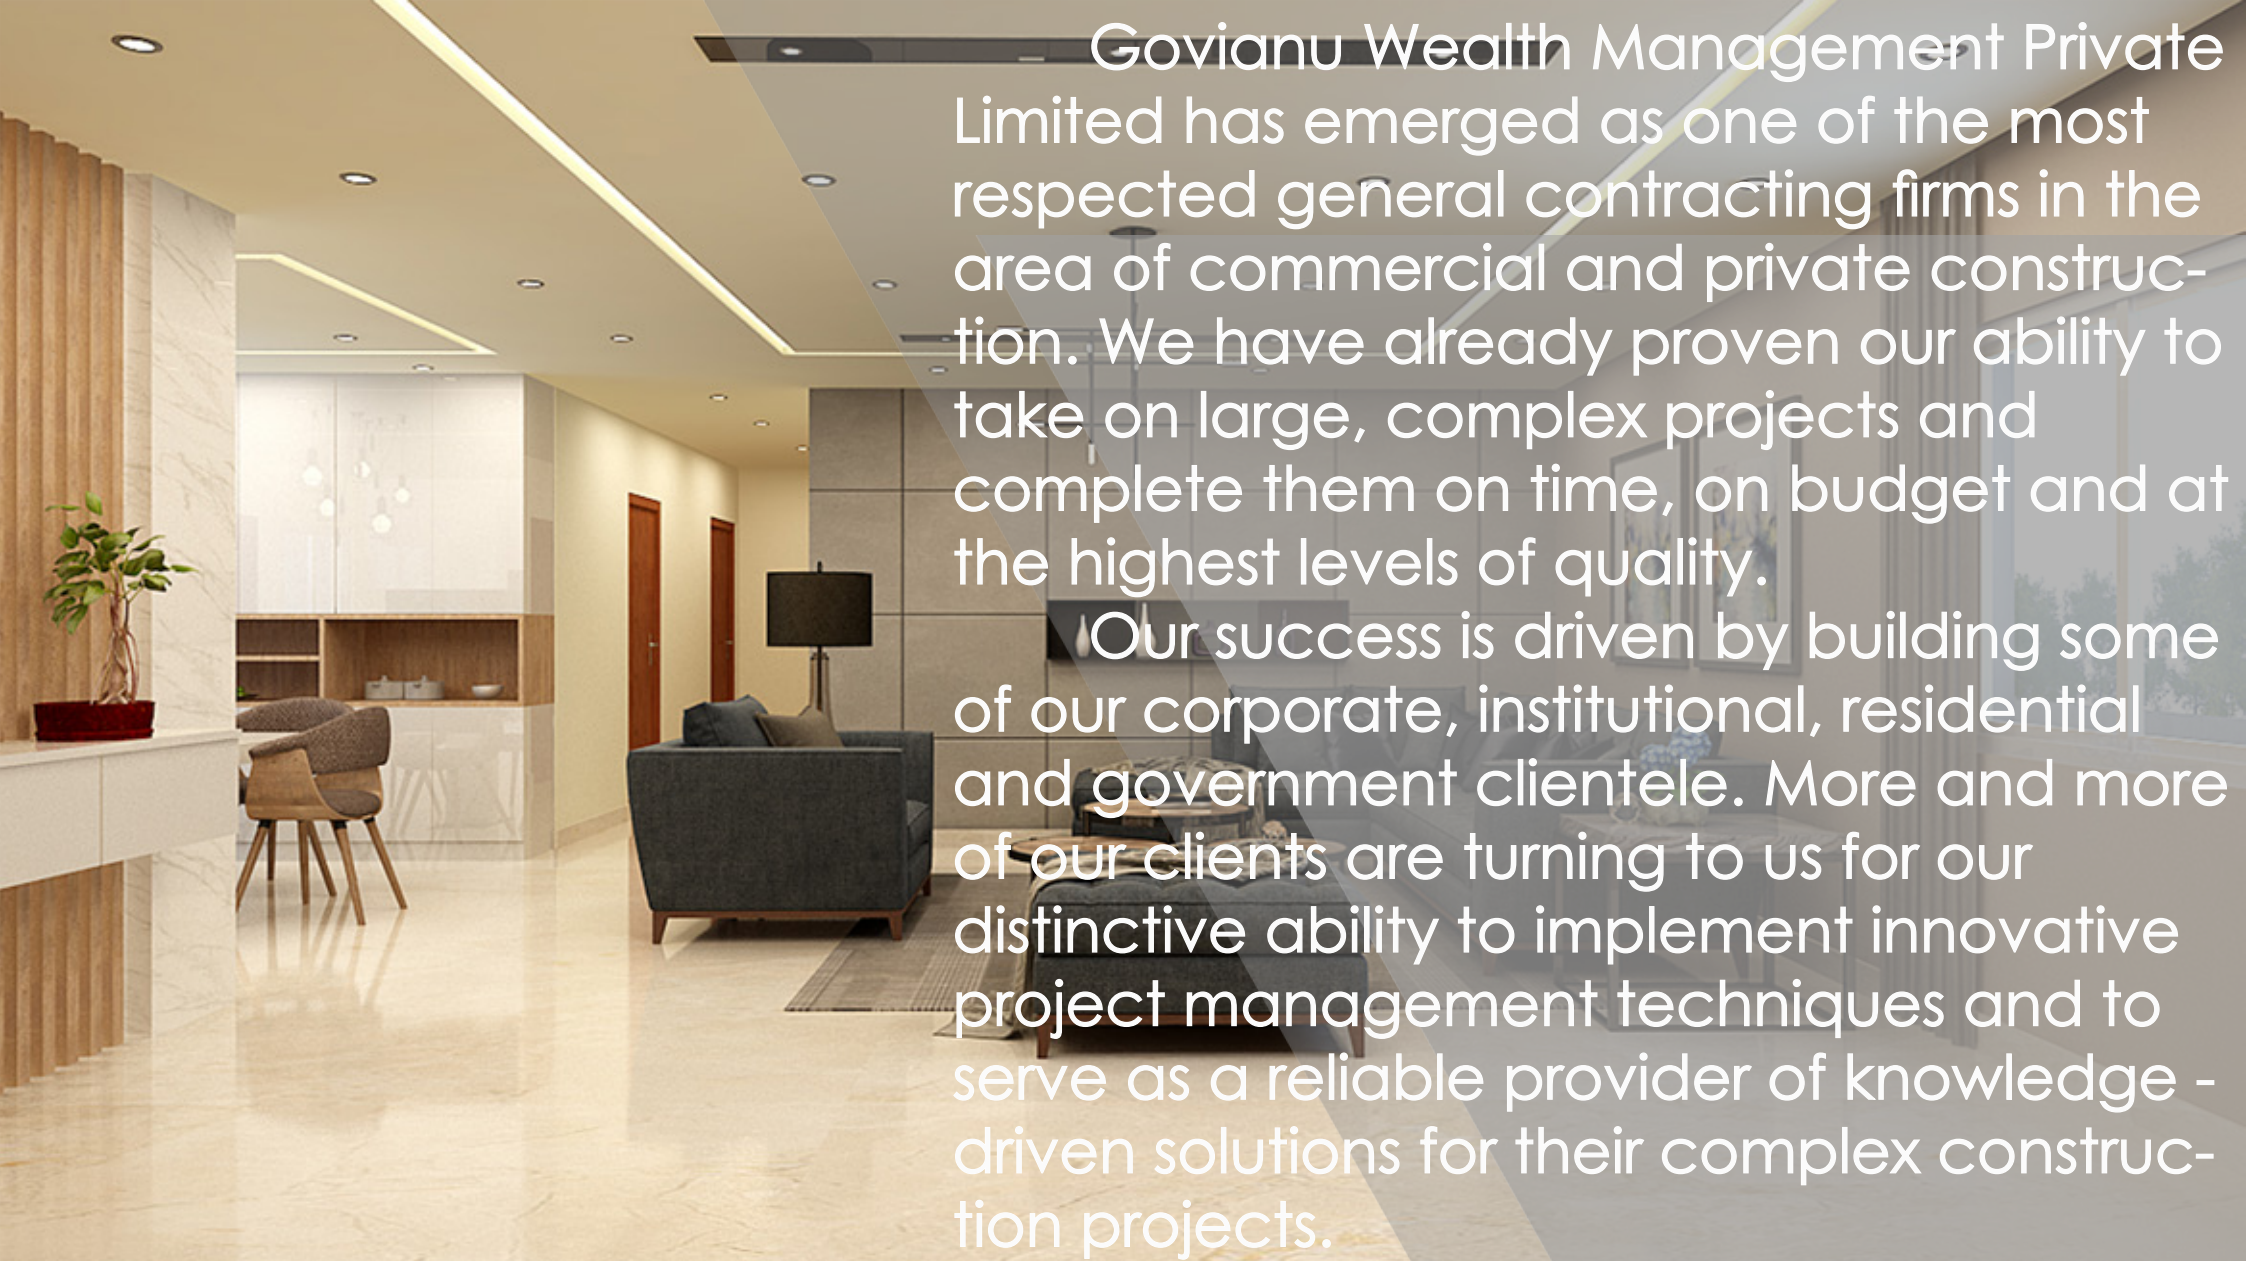 Govianu Wealth Management Private
Limited has emerged as one of the most
respected general contracting firms in the
area of commercial and private construc-
tion. We have already proven our ability to
take on large, complex projects and
complete them on time, on budget and at
the highest levels of quality.
Our success is driven by building some
of our corporate, institutional, residential
and government clientele. More and more
of our clients are turning to us for our
distinctive ability to implement innovative
project management techniques and to
serve as a reliable provider of knowledge -
driven solutions for their complex construc-
tion projects.